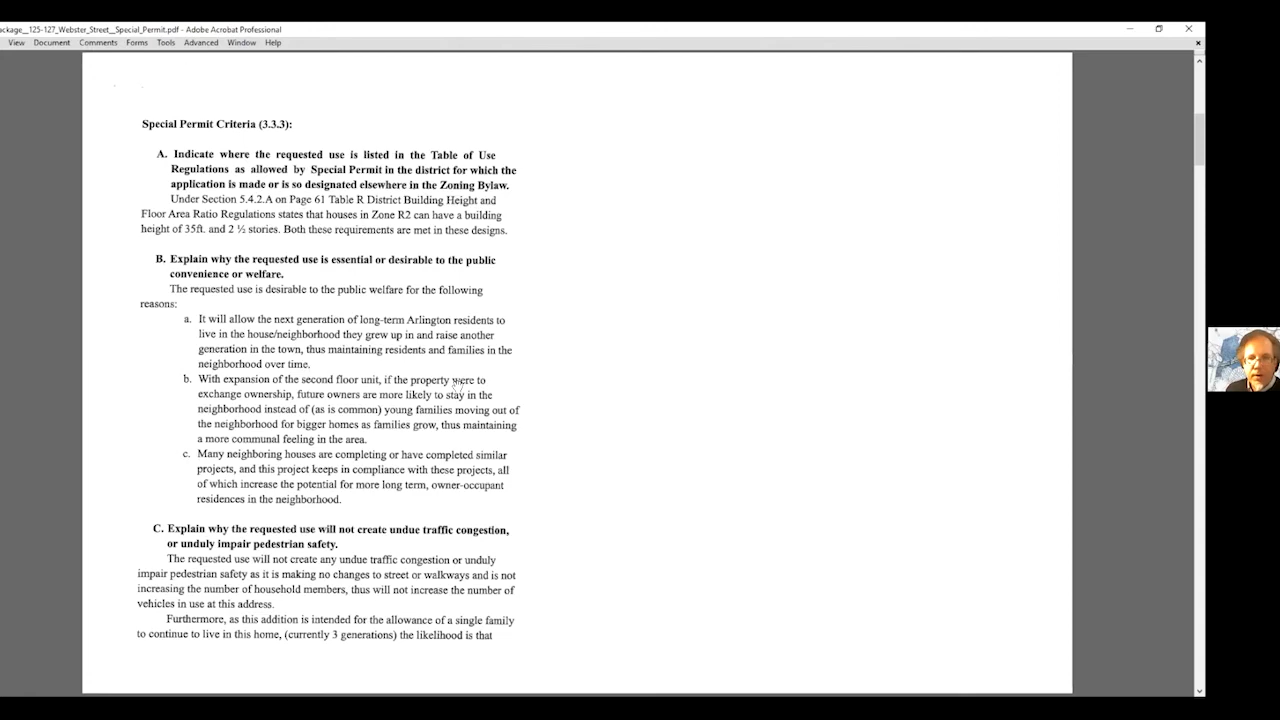 ackage__125-127_Webster_Street__Special_Permit.pdf - Adobe Acrobat Professional
View Document Comments Forms Tools Advanced Window Help
Special Permit Criteria (3.3.3):
A. Indicate where the requested use is listed in the Table of Use
Regulations as allowed by Special Permit in the district for which the
application is made or is so designated elsewhere in the Zoning Bylaw.
Under Section 5.4.2.A on Page 61 Table R District Building Height and
Floor Area Ratio Regulations states that houses in Zone R2 can have a building
height of 35ft. and 2 ½ stories. Both these requirements are met in these designs.
B. Explain why the requested use is essential or desirable to the public
convenience or welfare.
The requested use is desirable to the public welfare for the following
reasons:
a. It will allow the next generation of long-term Arlington residents to
live in the house/neighborhood they grew up in and raise another
generation in the town, thus maintaining residents and families in the
neighborhood over time.
b. With expansion of the second floor unit, if the property were to
exchange ownership, future owners are more likely to stay in the
neighborhood instead of (as is common) young families moving out of
the neighborhood for bigger homes as families grow, thus maintaining
a more communal feeling in the area.
c. Many neighboring houses are completing or have completed similar
projects, and this project keeps in compliance with these projects, all
of which increase the potential for more long term, owner-occupant
residences in the neighborhood.
C. Explain why the requested use will not create undue traffic congestion,
or unduly impair pedestrian safety.
The requested use will not create any undue traffic congestion or unduly
impair pedestrian safety as it is making no changes to street or walkways and is not
increasing the number of household members, thus will not increase the number of
vehicles in use at this address.
Furthermore, as this addition is intended for the allowance of a single family
to continue to live in this home, (currently 3 generations) the likelihood is that